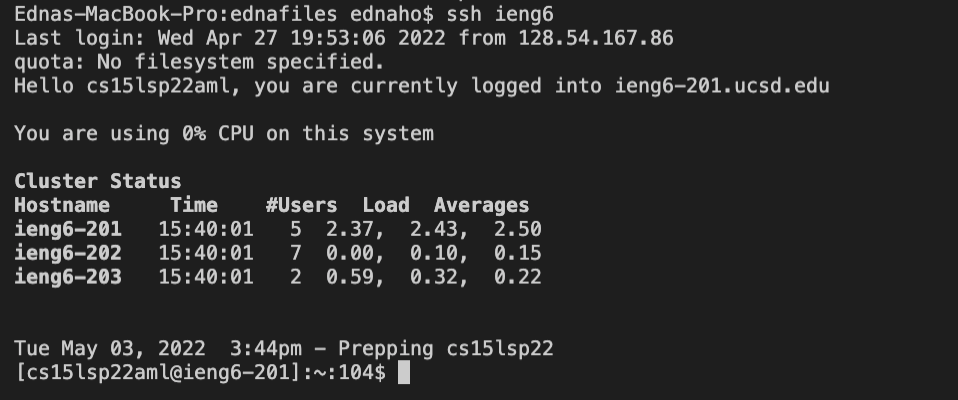 Ednas-MacBook-Pro:ednafiles ednaho$ ssh ieng6
Last login: Wed Apr 27 19:53:06 2022 from 128.54.167.86
quota: No filesystem specified.
Hello cs15lsp22aml, you are currently logged into ieng6-201.ucsd.edu
You are using 0% CPU on this system
Cluster Status
Hostname     Time    #Users  Load  Averages
ieng6-201   15:40:01   5  2.37,  2.43,  2.50
ieng6-202   15:40:01   7  0.00,  0.10,  0.15
ieng6-203   15:40:01   2  0.59,  0.32,  0.22
Tue May 03, 2022  3:44pm - Prepping cs15lsp22
[cs15lsp22aml@ieng6-201]:~:104$